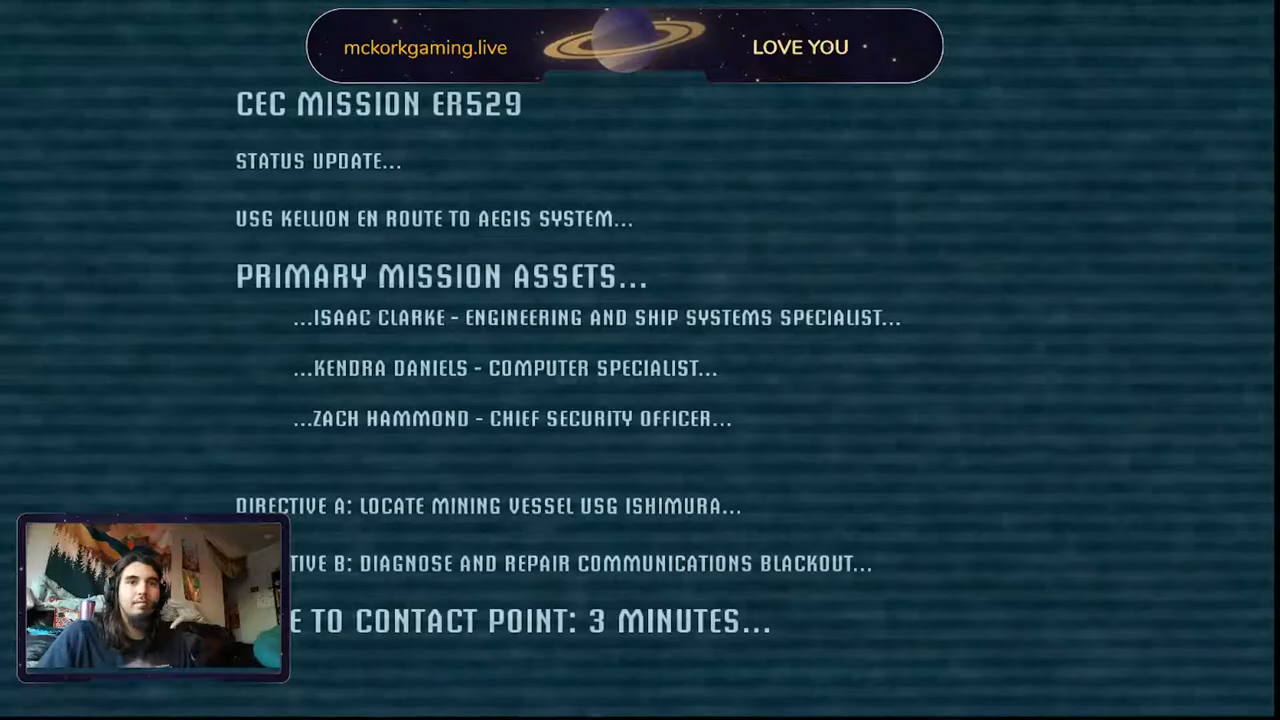 mckorkgaming.live
LOVE YOU
CEC MISSION ER529
STATUS UPDATE...
USG KELLION EN ROUTE TO AEGIS SYSTEM...
PRIMARY MISSION ASSETS...
...ISAAC CLARKE - ENGINEERING AND SHIP SYSTEMS SPECIALIST...
...KENDRA DANIELS - COMPUTER SPECIALIST...
...ZACH HAMMOND - CHIEF SECURITY OFFICER...
DIRECTIVE A: LOCATE MINING VESSEL USG ISHIMURA...
TIVE B: DIAGNOSE AND REPAIR COMMUNICATIONS BLACKOUT...
E TO CONTACT POINT: 3 MINUTES...